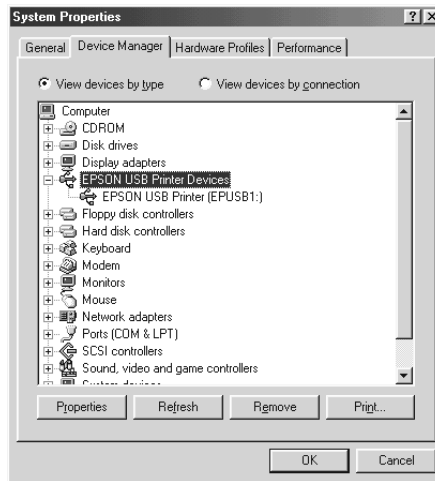 System Properties
General Device Manager Hardware Profiles Performance
View devices by type View devices by connection
Computer
CDROM
Disk drives
Display adapters
EPSON USB Printer Devices
EPSON USB Printer (EPUSB1:)
Floppy disk controllers
Hard disk controllers
Keyboard
Modem
Monitors
Mouse
Network adapters
Ports (COM & LPT)
SCSI controllers
Sound, video and game controllers
System devices
Properties Refresh Remove Print...
OK Cancel